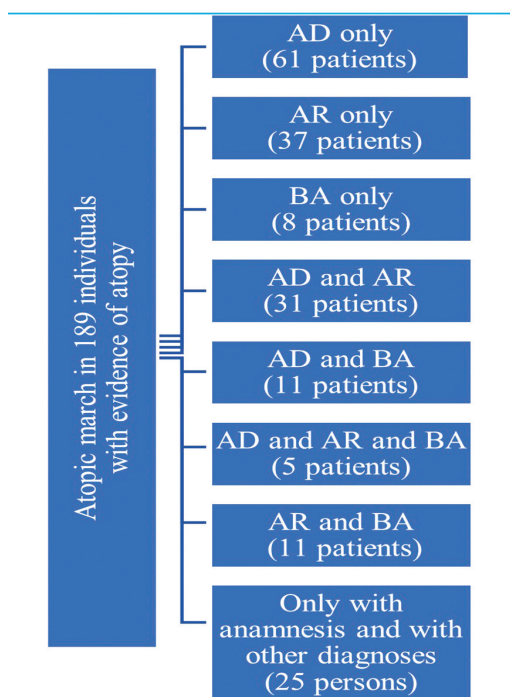 Atopic march in 189 individuals
with evidence of atopy
AD only
(61 patients)
AR only
(37 patients)
BA only
(8 patients)
AD and AR
(31 patients)
AD and BA
(11 patients)
AD and AR and BA
(5 patients)
AR and BA
(11 patients)
Only with
anamnesis and with
other diagnoses
(25 persons)